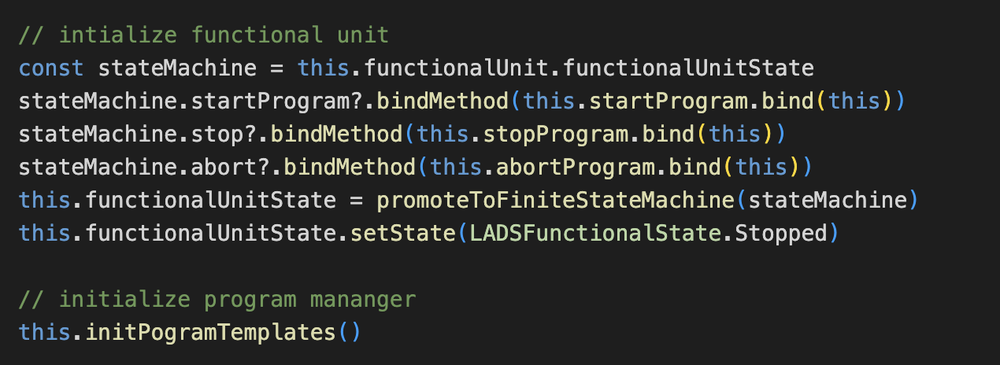 // intialize functional unit
const stateMachine = this.functionalUnit.functionalUnitState
stateMachine.startProgram?.bindMethod(this.startProgram.bind(this))
stateMachine.stop?.bindMethod(this.stopProgram.bind(this))
stateMachine.abort?.bindMethod(this.abortProgram.bind(this))
this.functionalUnitState = promoteToFiniteStateMachine(stateMachine)
this.functionalUnitState.setState(LADSFunctionalState.Stopped)
// initialize program mananger
this.initPogramTemplates()